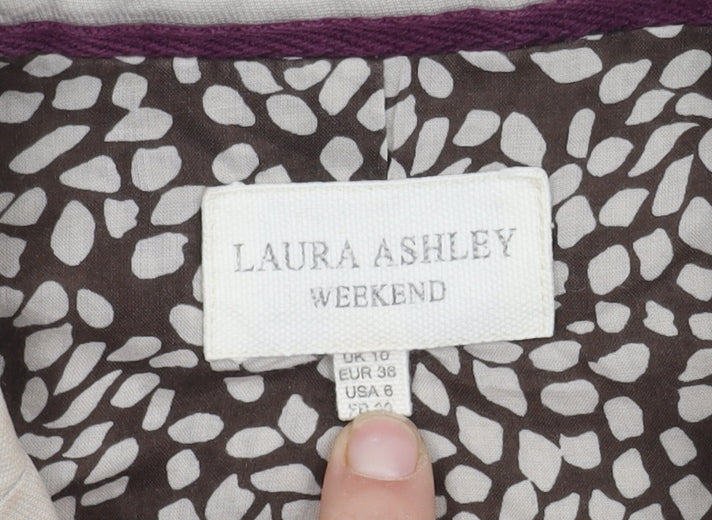 LAURA ASHLEY
WEEKEND
UK 10
EUR 38
USA 6